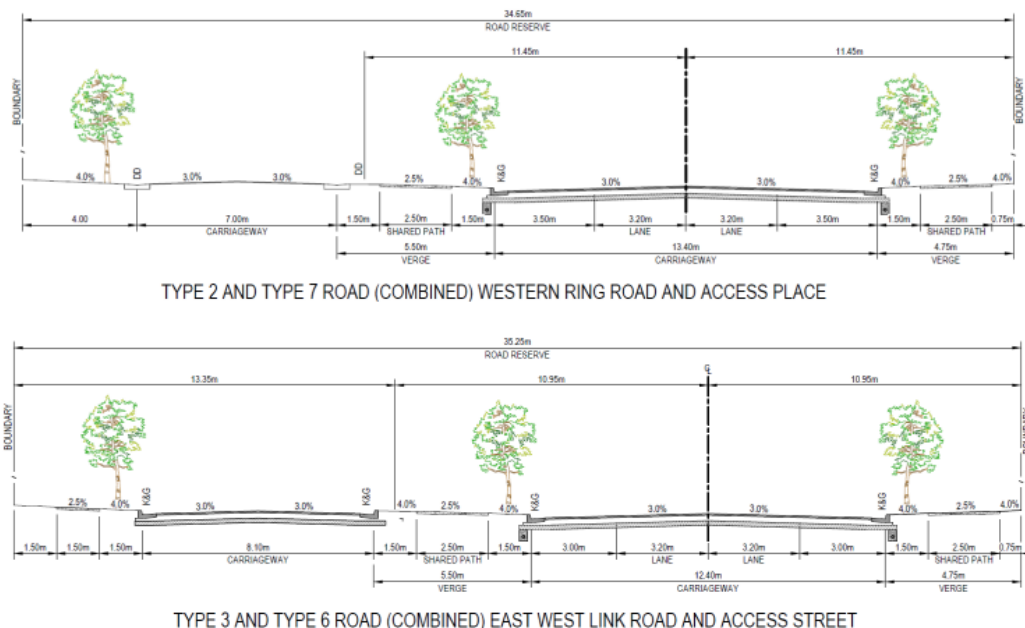 34.65m
ROAD RESERVE
11.45m 11.45m
BOUNDARY BOUNDARY
DD DD K&G K&G
4.0% 3.0% 3.0% 2.5% 4.0% 3.0% 3.0% 4.0% 2.5% 4.0%
4.00 7.00m 1.50m 2.50m 1.50m 3.50m 3.20m 3.20m 3.50m 1.50m 2.50m 0.75m
CARRIAGEWAY SHARED PATH LANE LANE SHARED PATH
5.50m 13.40m 4.75m
VERGE CARRIAGEWAY VERGE
TYPE 2 AND TYPE 7 ROAD (COMBINED) WESTERN RING ROAD AND ACCESS PLACE
35.25m
ROAD RESERVE
13.35m 10.95m 10.95m
BOUNDARY BOUNDARY
K&G K&G K&G K&G
2.5% 4.0% 3.0% 3.0% 4.0% 2.5% 4.0% 3.0% 3.0% 4.0% 2.5% 4.0%
1.50m 1.50m 1.50m 8.10m 1.50m 2.50m 1.50m 3.00m 3.20m 3.20m 3.00m 1.50m 2.50m 0.75m
CARRIAGEWAY SHARED PATH LANE LANE SHARED PATH
5.50m 12.40m 4.75m
VERGE CARRIAGEWAY VERGE
TYPE 3 AND TYPE 6 ROAD (COMBINED) EAST WEST LINK ROAD AND ACCESS STREET